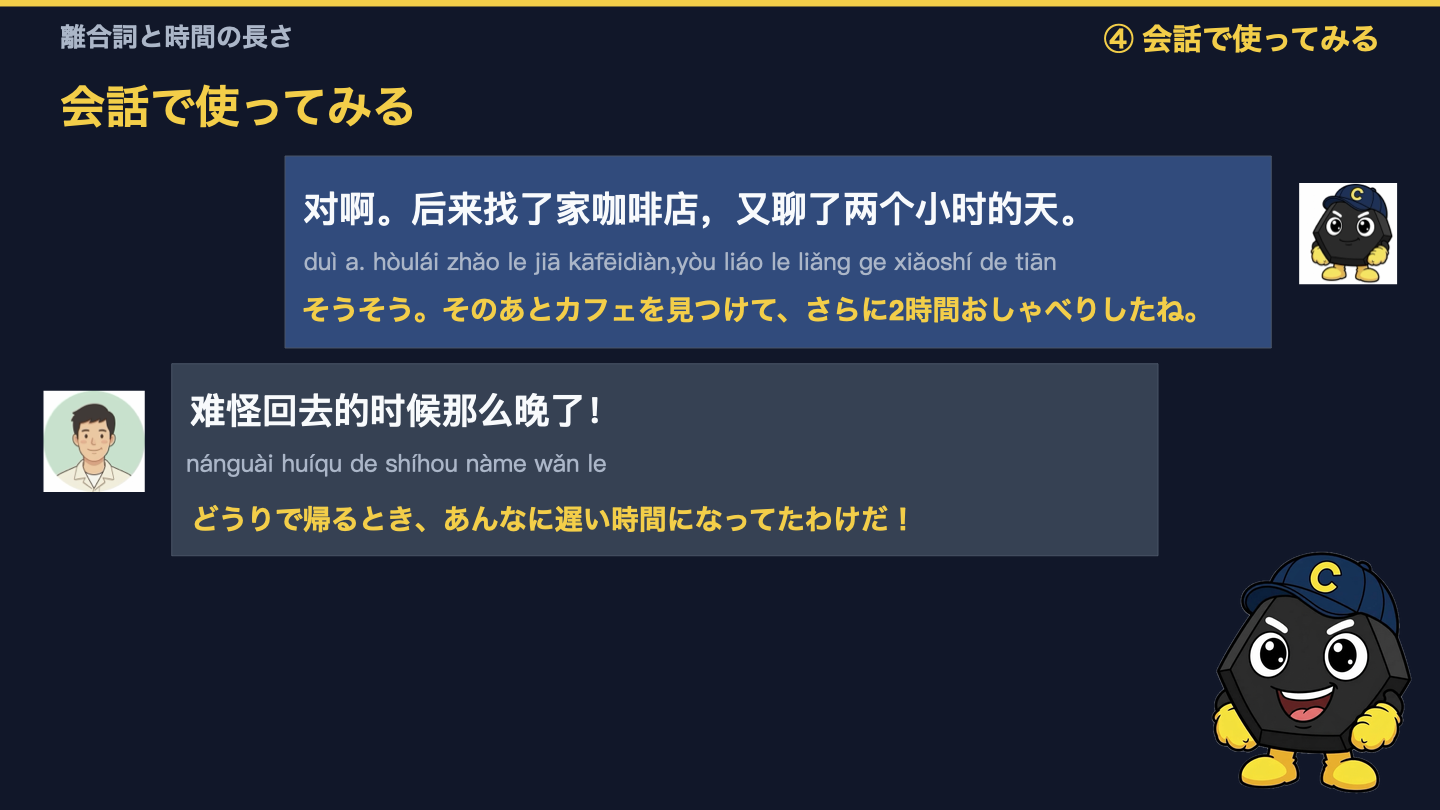 離合詞と時間の長さ
④ 会話で使ってみる
会話で使ってみる
对啊。后来找了家咖啡店，又聊了两个小时的天。
duì a. hòulái zhǎo le jiā kāfēidiàn,yòu liáo le liǎng ge xiǎoshí de tiān
そうそう。そのあとカフェを見つけて、さらに2時間おしゃべりしたね。
难怪回去的时候那么晚了！
nánguài huíqu de shíhou nàme wǎn le
どうりで帰るとき、あんなに遅い時間になってたわけだ！
C
C